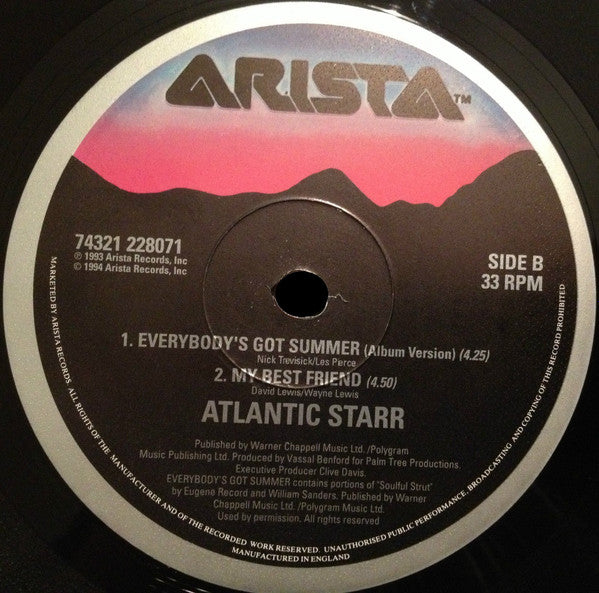 ARISTA™
74321 228071
℗ 1993 Arista Records, Inc
© 1994 Arista Records, Inc
SIDE B
33 RPM
1. EVERYBODY'S GOT SUMMER (Album Version) (4.25)
Nick Trevisick/Les Pierce
2. MY BEST FRIEND (4.50)
David Lewis/Wayne Lewis
ATLANTIC STARR
Published by Warner Chappell Music Ltd. /Polygram
Music Publishing Ltd. Produced by Vassal Benford for Palm Tree Productions.
Executive Producer Clive Davis.
EVERYBODY'S GOT SUMMER contains portions of "Soulful Strut"
by Eugene Record and William Sanders. Published by Warner
Chappell Music Ltd. /Polygram Music Ltd.
Used by permission. All rights reserved
MARKETED BY ARISTA RECORDS. ALL RIGHTS OF THE MANUFACTURER AND OF THE RECORDED WORK RESERVED. UNAUTHORISED PUBLIC PERFORMANCE, BROADCASTING AND COPYING OF THIS RECORD PROHIBITED
MANUFACTURED IN ENGLAND